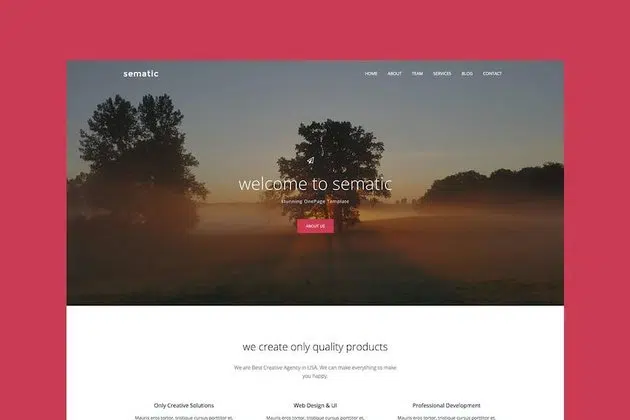 sematic
HOME ABOUT TEAM SERVICES BLOG CONTACT
welcome to sematic
stunning OnePage Template
ABOUT US
we create only quality products
We are Best Creative Agency in USA. We can make everything to make
you happy.
Only Creative Solutions Web Design & UI Professional Development
Mauris eros tortor, tristique cursus porttitor et, Mauris eros tortor, tristique cursus porttitor et, Mauris eros tortor, tristique cursus porttitor et,